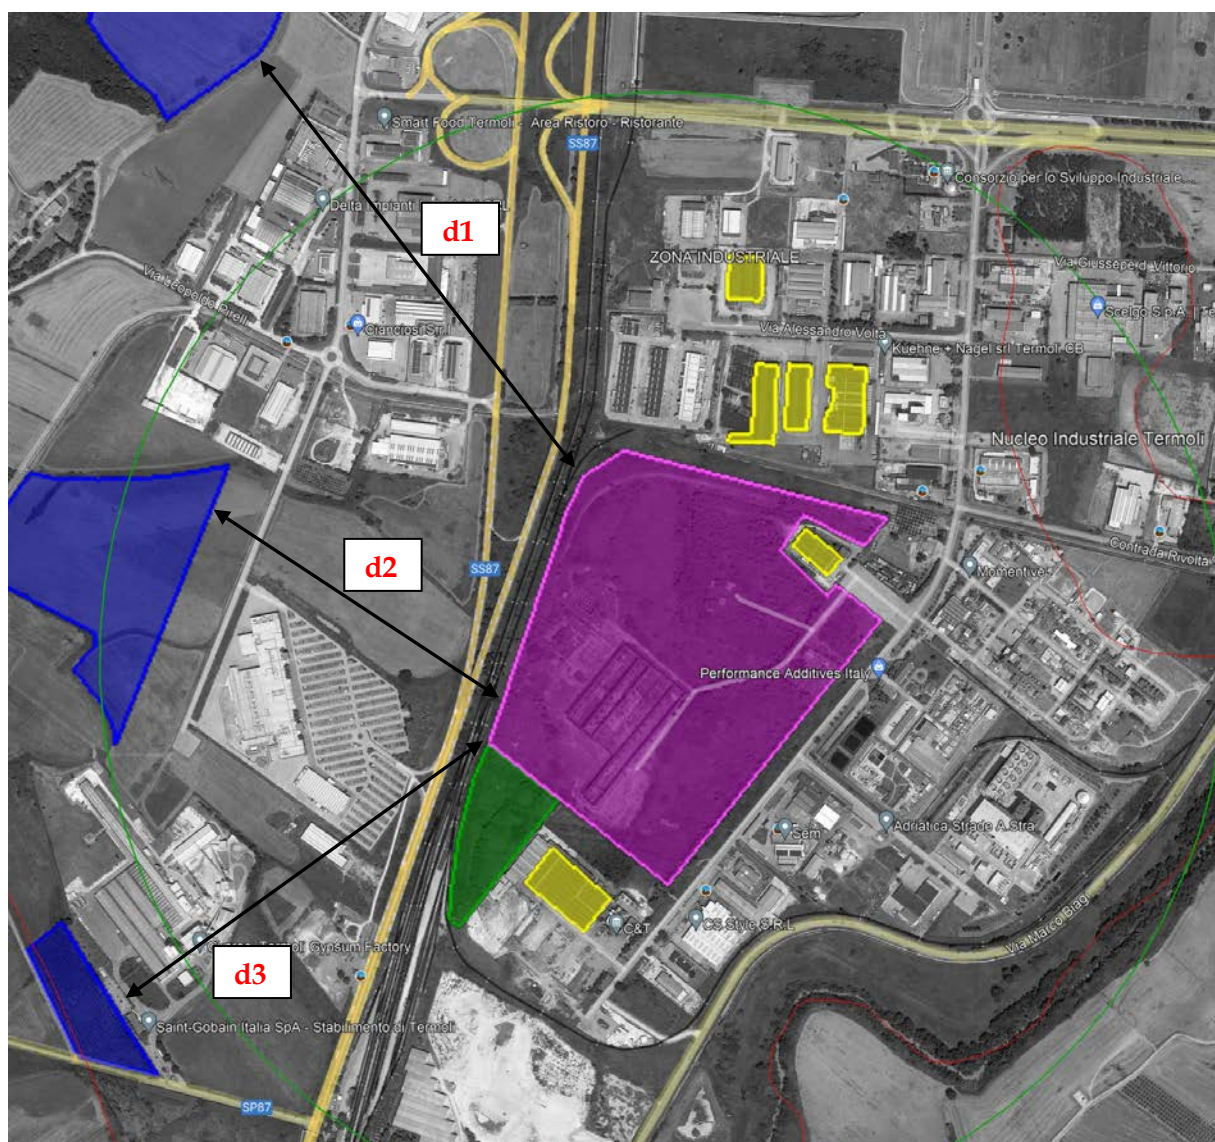 Smart Food Termoli - Area Ristoro - Ristorante
SS87
Consorzio per lo Sviluppo Industriale...
Delta Impianti
d1
ZONA INDUSTRIALE
Via Giuseppe di Vittorio
Via Leopoldo Pirelli
Cianciosi S.r.l
Via Alessandro Volta
Scelgo S.p.A. |
Kuehne + Nagel srl Termoli CB
Nucleo Industriale Termoli
Contrada Rivolta
d2
SS87
Momentive
Performance Additives Italy
Sem
Adriatica Strade A.Stra
C&T
CS Style S.R.L
Via Marco Biagi
Gypsum Factory
d3
Saint-Gobain Italia SpA - Stabilimento di Termoli
SP87